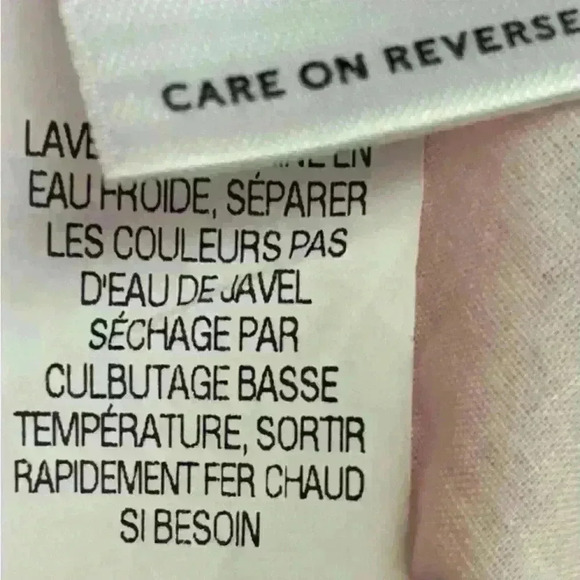 CARE ON REVERSE
EN
EAU FROIDE, SÉPARER
LES COULEURS PAS
D'EAU DE JAVEL
SÉCHAGE PAR
CULBUTAGE BASSE
TEMPÉRATURE, SORTIR
RAPIDEMENT FER CHAUD
SI BESOIN